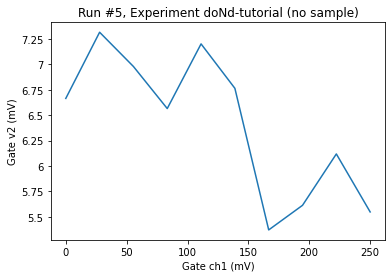 Run #5, Experiment doNd-tutorial (no sample)
7.25
7
6.75
6.5
6.25
6
5.75
5.5
Gate v2 (mV)
0 50 100 150 200 250
Gate ch1 (mV)